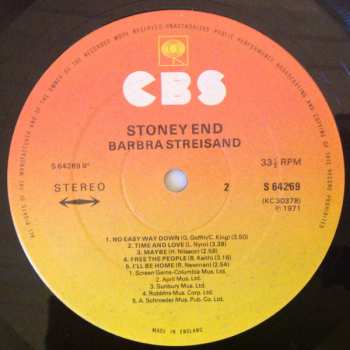 ALL RIGHTS OF THE MANUFACTURER AND OF THE OWNER OF THE RECORDED WORK RESERVED·UNAUTHORISED PUBLIC PERFORMANCE BROADCASTING AND COPYING OF THIS RECORD PROHIBITED
CBS
STONEY END
BARBRA STREISAND
S 64269 B
33⅓ RPM
STEREO
2
S 64269
(KC 30378)
℗ 1971
1. NO EASY WAY DOWN (G. Goffin/C. King) (3.50)
2. TIME AND LOVE (L. Nyro) (3.38)
3. MAYBE (H. Nilsson) (2.59)
4. FREE THE PEOPLE (B. Keith) (3.46)
5. I'LL BE HOME (R. Newman) (2.54)
1. Screen Gems-Columbia Mus. Ltd.
2. April Mus. Ltd.
3. Sunbury Mus. Ltd.
4. Robbins Mus. Corp. Ltd.
5. A. Schroeder Mus. Pub. Co. Ltd.
MADE IN ENGLAND